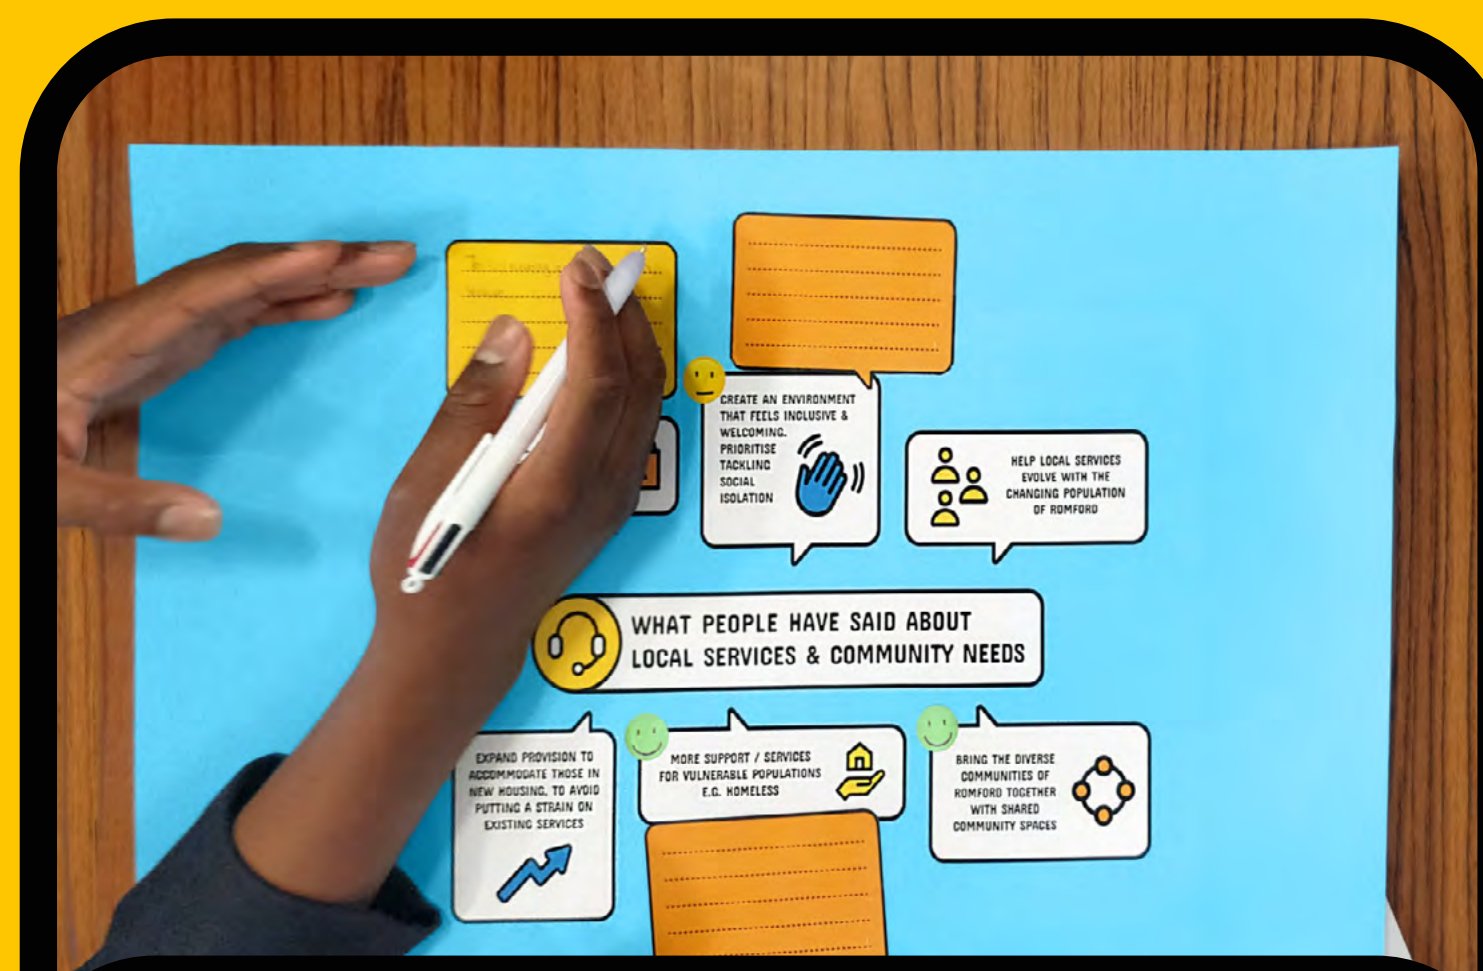 CREATE AN ENVIRONMENT
THAT FEELS INCLUSIVE &
WELCOMING.
PRIORITISE
TACKLING
SOCIAL
ISOLATION
HELP LOCAL SERVICES
EVOLVE WITH THE
CHANGING POPULATION
OF ROMFORD
WHAT PEOPLE HAVE SAID ABOUT
LOCAL SERVICES & COMMUNITY NEEDS
EXPAND PROVISION TO
ACCOMMODATE THOSE IN
NEW HOUSING, TO AVOID
PUTTING A STRAIN ON
EXISTING SERVICES
MORE SUPPORT / SERVICES
FOR VULNERABLE POPULATIONS
E.G. HOMELESS
BRING THE DIVERSE
COMMUNITIES OF
ROMFORD TOGETHER
WITH SHARED
COMMUNITY SPACES